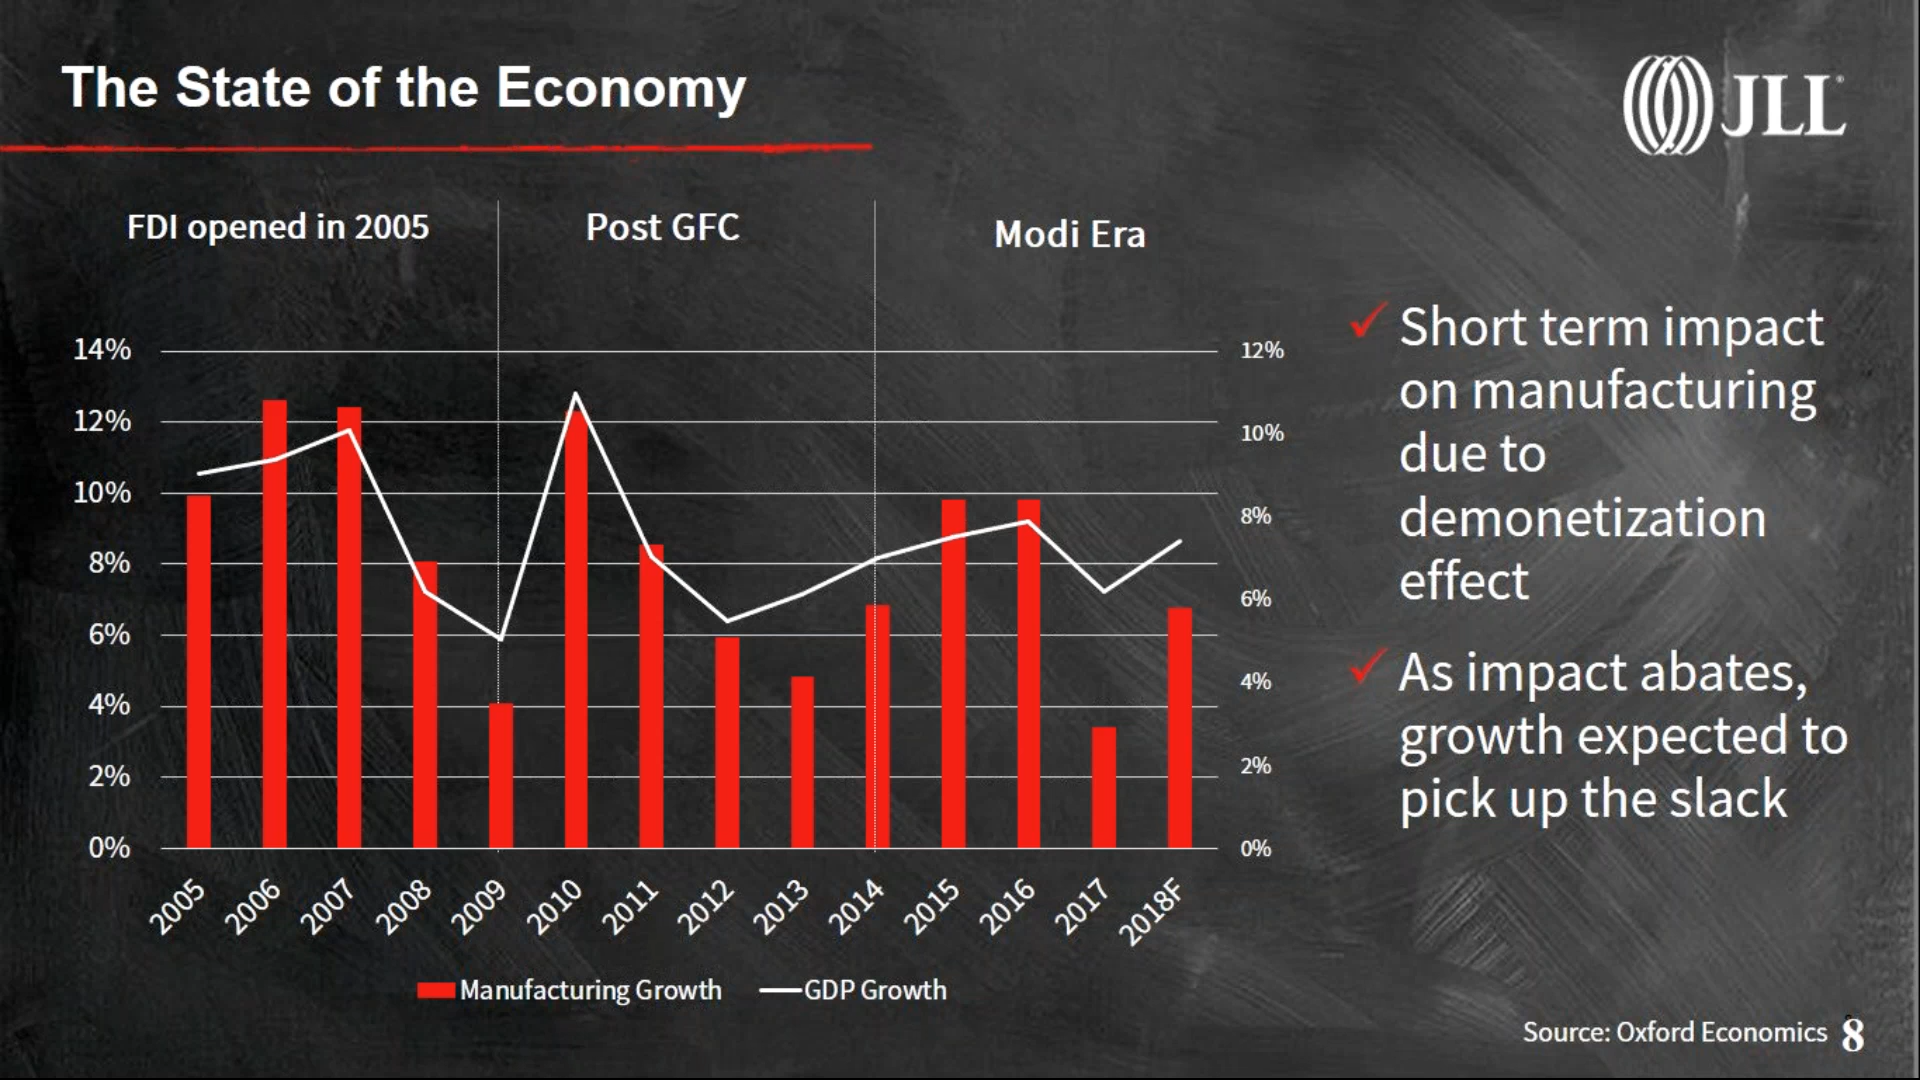 The State of the Economy
JLL
FDI opened in 2005
Post GFC
Modi Era
14%
12%
10%
8%
6%
4%
2%
0%
12%
10%
8%
6%
4%
2%
0%
2005
2006
2007
2008
2009
2010
2011
2012
2013
2014
2015
2016
2017
2018F
Manufacturing Growth
GDP Growth
Short term impact
on manufacturing
due to
demonetization
effect
As impact abates,
growth expected to
pick up the slack
Source: Oxford Economics
8